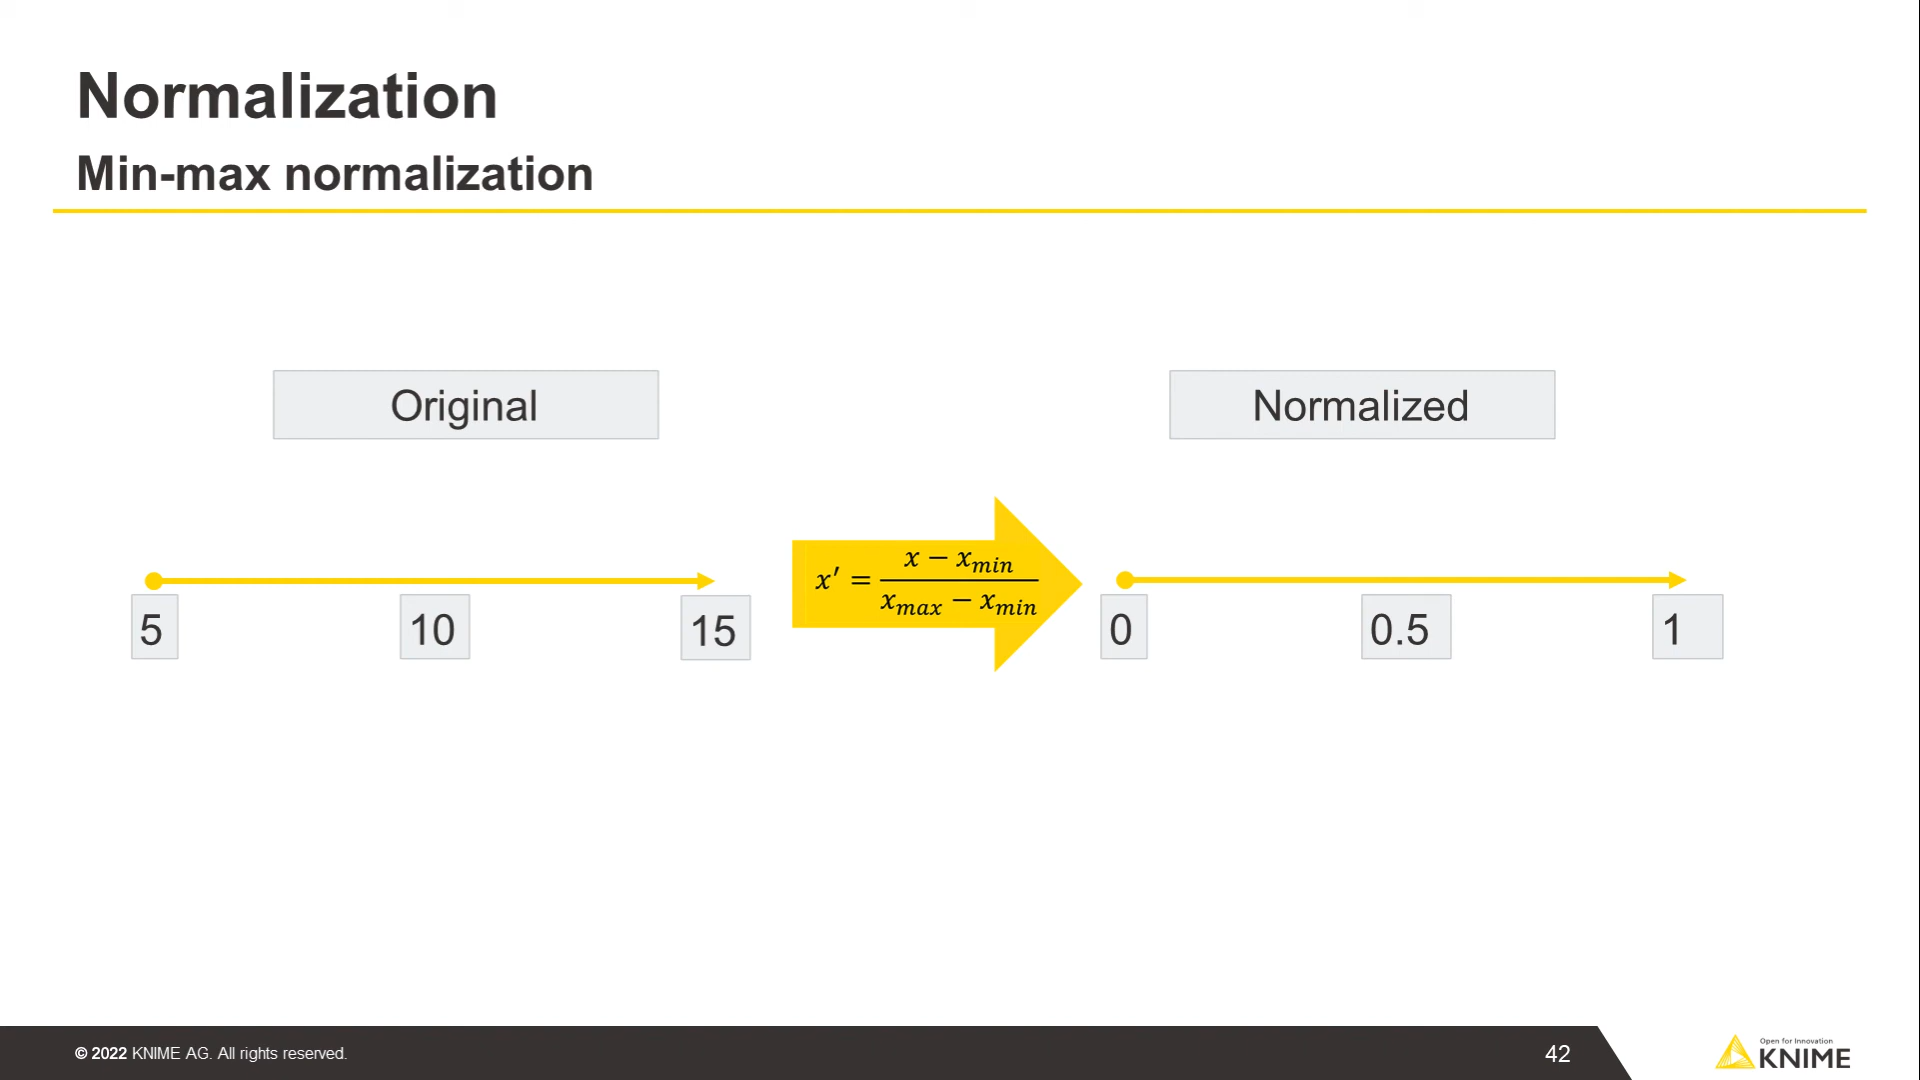 Normalization
Min-max normalization
Original
Normalized
x′ = (x − x_min) / (x_max − x_min)
5
10
15
0
0.5
1
© 2022 KNIME AG. All rights reserved.
42
Open for Innovation
KNIME